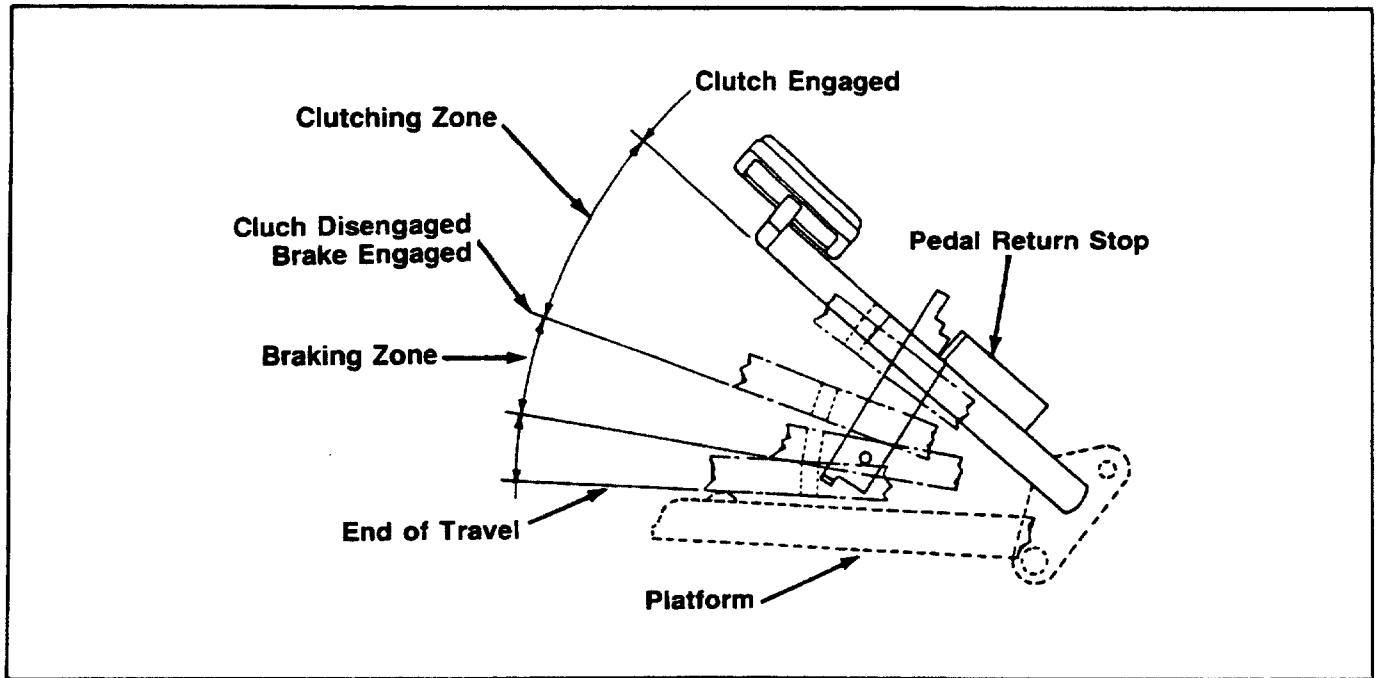 Clutch Engaged
Clutching Zone
Cluch Disengaged
Brake Engaged
Pedal Return Stop
Braking Zone
End of Travel
Platform